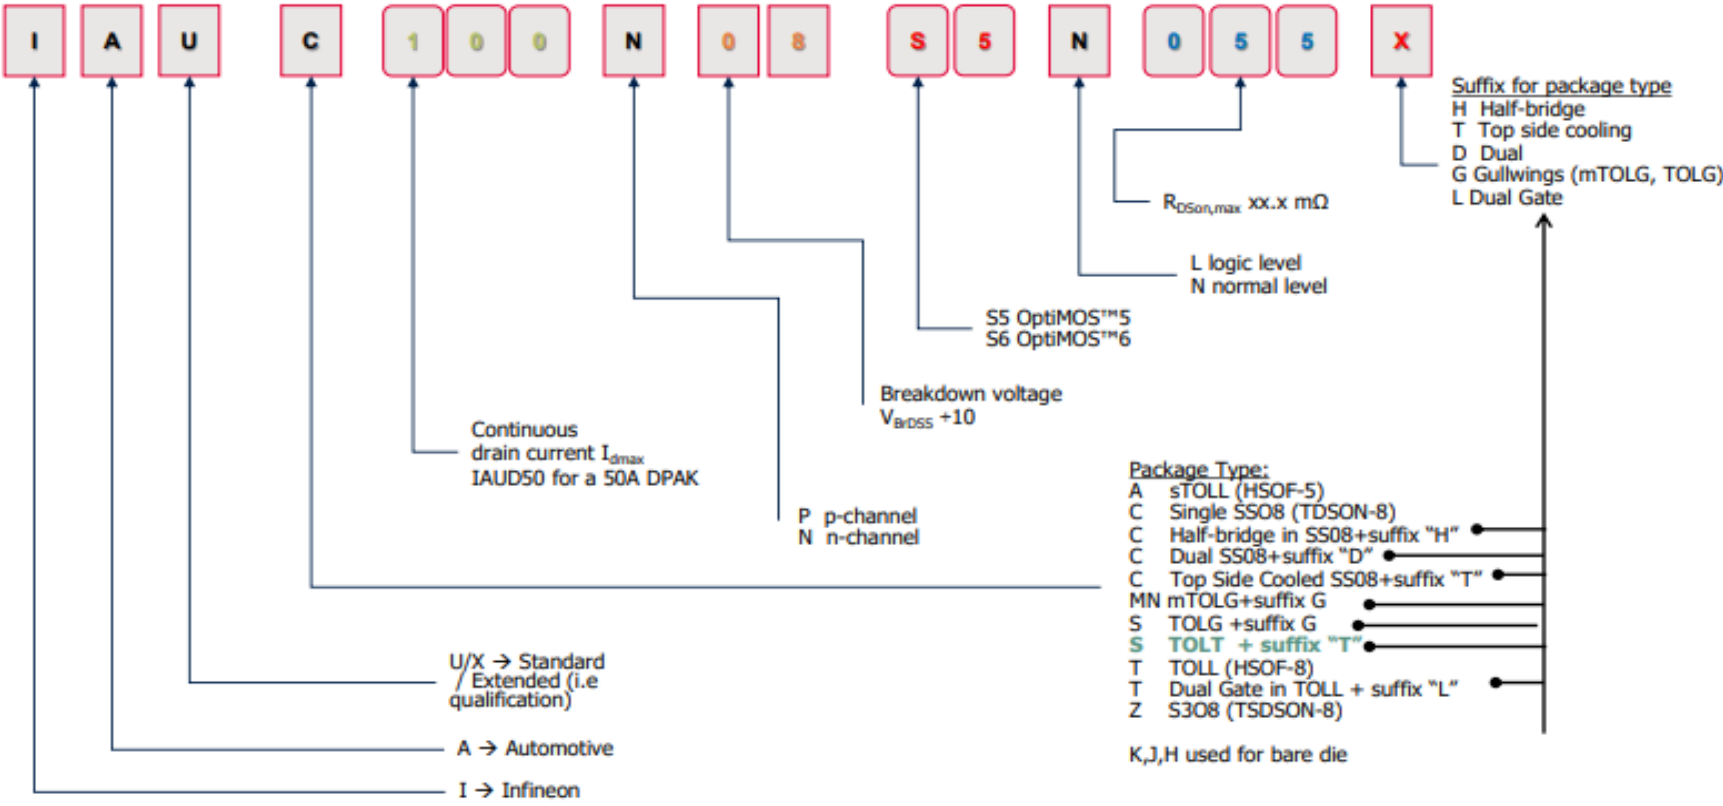 I A U C 1 0 0 N 0 8 S 5 N 0 5 5 X
Suffix for package type
H Half-bridge
T Top side cooling
D Dual
G Gullwings (mTOLG, TOLG)
L Dual Gate
RDSon,max xx.x mΩ
L logic level
N normal level
S5 OptiMOS™5
S6 OptiMOS™6
Breakdown voltage
VBrDSS ÷10
Continuous
drain current Idmax
IAUD50 for a 50A DPAK
P p-channel
N n-channel
Package Type:
A sTOLL (HSOF-5)
C Single SSO8 (TDSON-8)
C Half-bridge in SS08+suffix “H”
C Dual SS08+suffix “D”
C Top Side Cooled SS08+suffix “T”
MN mTOLG+suffix G
S TOLG +suffix G
S TOLT + suffix “T”
T TOLL (HSOF-8)
T Dual Gate in TOLL + suffix “L”
Z S3O8 (TSDSON-8)
K,J,H used for bare die
U/X → Standard
/ Extended (i.e
qualification)
A → Automotive
I → Infineon